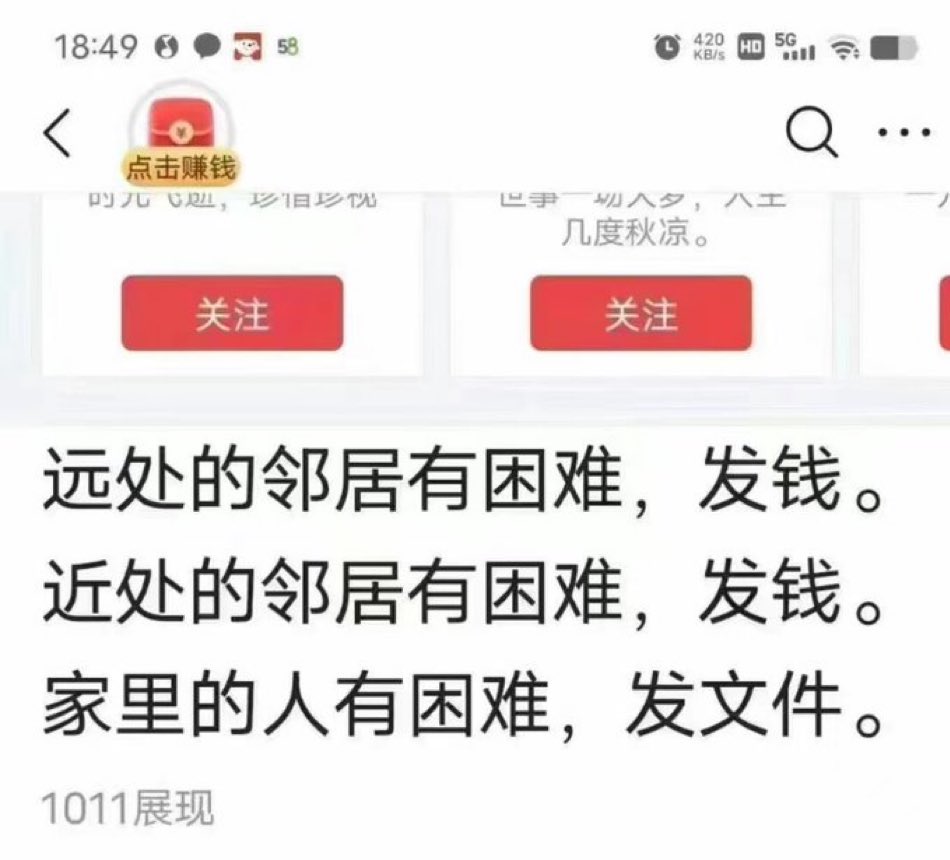 18:49
58
420
KB/s
HD
5G
¥
点击赚钱
几度秋凉。
关注
关注
远处的邻居有困难，发钱。
近处的邻居有困难，发钱。
家里的人有困难，发文件。
1011展现